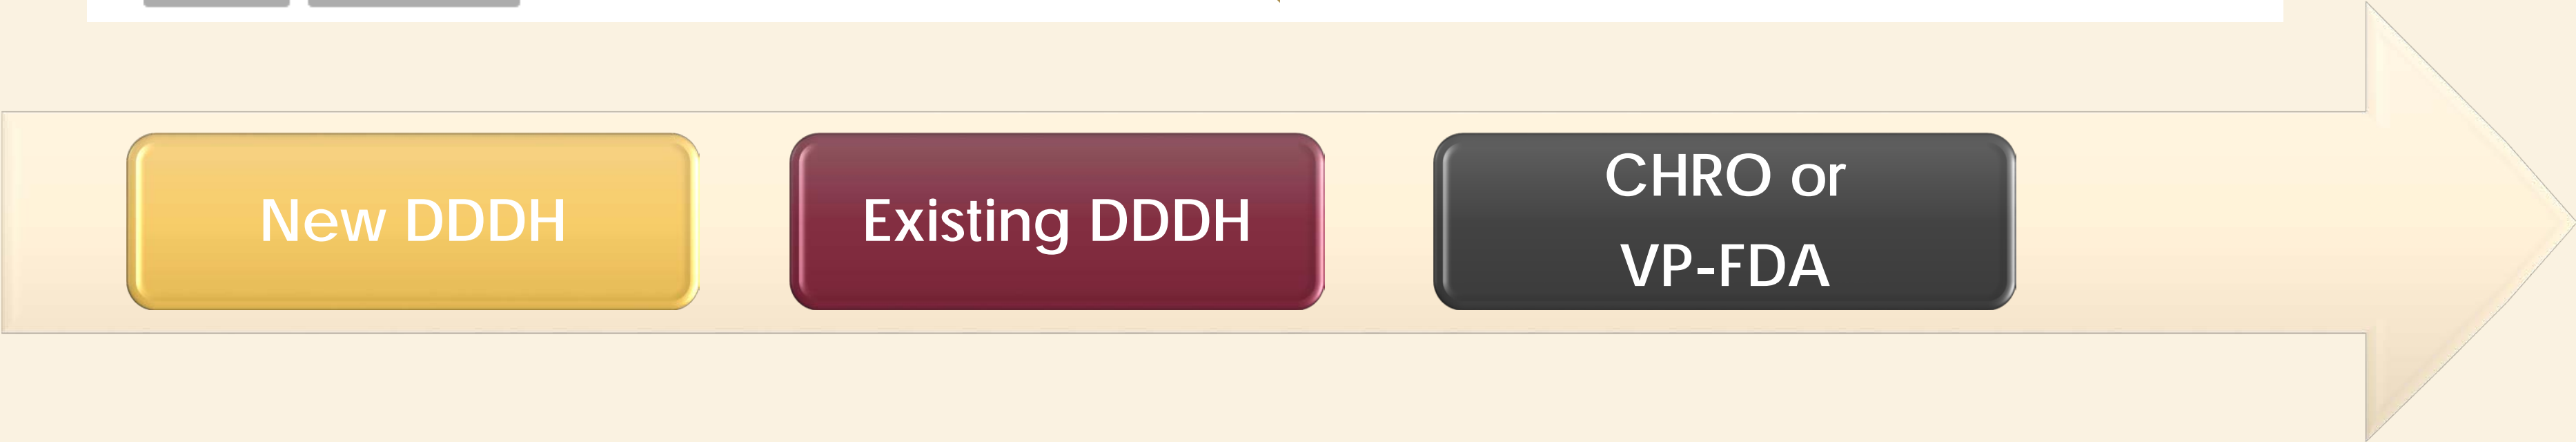 New DDDH
Existing DDDH
CHRO or
VP-FDA